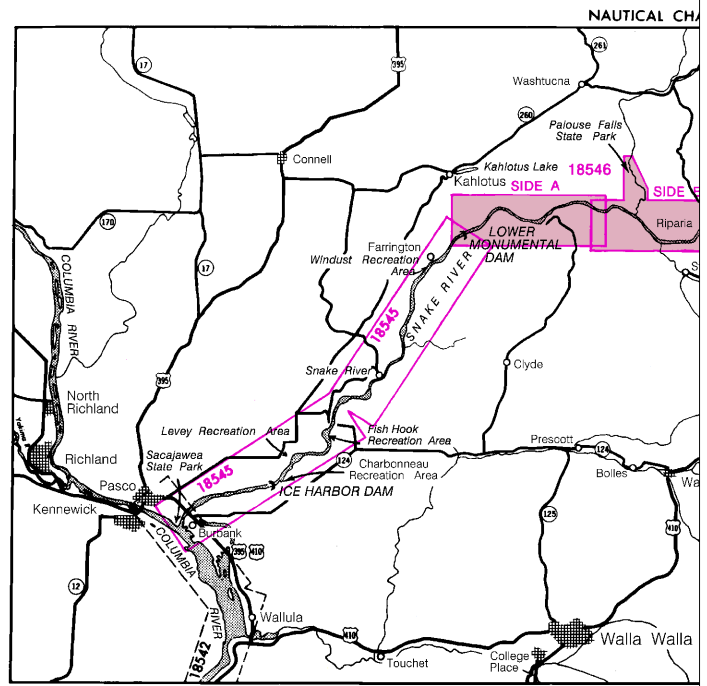 NAUTICAL CHA
261
17
395
Washtucna
260
Palouse Falls
State Park
Connell
Kahlotus Lake
18546
Kahlotus
SIDE A
SIDE E
170
Riparia
LOWER
MONUMENTAL
DAM
Farrington
Windust Recreation
Area
COLUMBIA RIVER
17
S
SNAKE RIVER
18545
Clyde
395
Snake River
North
Richland
Levey Recreation Area
Fish Hook
Recreation Area
Prescott
124
Sacajawea
State Park
Richland
124
Charbonneau
Recreation Area
Bolles
Wa
18545
Pasco
ICE HARBOR DAM
Kennewick
125
410
Burbank
395
410
COLUMBIA
RIVER
12
Wallula
410
Walla Walla
18542
Touchet
College
Place